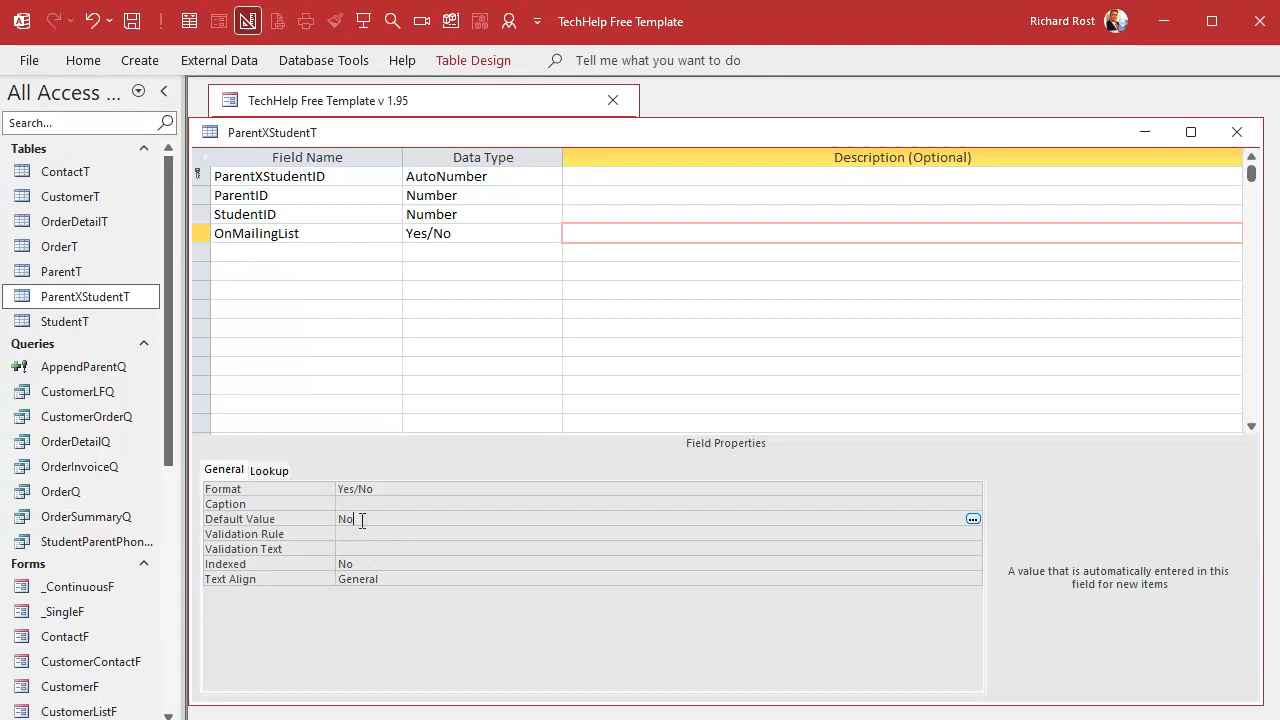 TechHelp Free Template
Richard Rost
File
Home
Create
External Data
Database Tools
Help
Table Design
Tell me what you want to do
All Access ...
Search...
Tables
ContactT
CustomerT
OrderDetailT
OrderT
ParentT
ParentXStudentT
StudentT
Queries
AppendParentQ
CustomerLFQ
CustomerOrderQ
OrderDetailQ
OrderInvoiceQ
OrderQ
OrderSummaryQ
StudentParentPhon...
Forms
_ContinuousF
_SingleF
ContactF
CustomerContactF
CustomerF
CustomerListF
TechHelp Free Template v 1.95
ParentXStudentT
Field Name Data Type Description (Optional)
ParentXStudentID AutoNumber
ParentID Number
StudentID Number
OnMailingList Yes/No
Field Properties
General Lookup
Format Yes/No
Caption
Default Value No
Validation Rule
Validation Text
Indexed No
Text Align General
A value that is automatically entered in this
field for new items